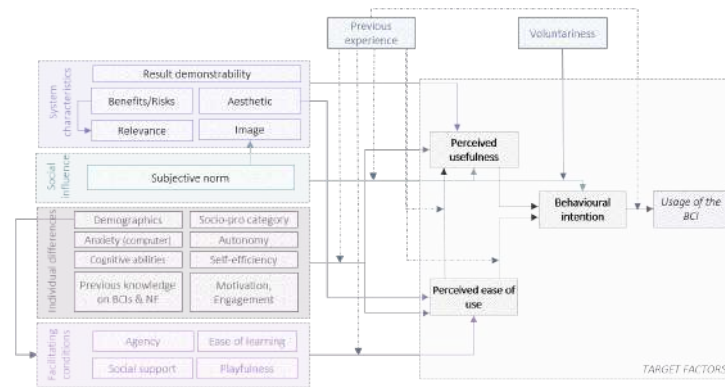 Previous
experience
Voluntariness
System
characteristics
Result demonstrability
Benefits/Risks
Aesthetic
Relevance
Image
Social
influence
Subjective norm
Individual differences
Demographics
Socio-pro category
Anxiety (computer)
Autonomy
Cognitive abilities
Self-efficiency
Previous knowledge
on BCIs & NF
Motivation,
Engagement
Facilitating
conditions
Agency
Ease of learning
Social support
Playfulness
Perceived
usefulness
Perceived ease of
use
Behavioural
intention
Usage of the
BCI
TARGET FACTORS